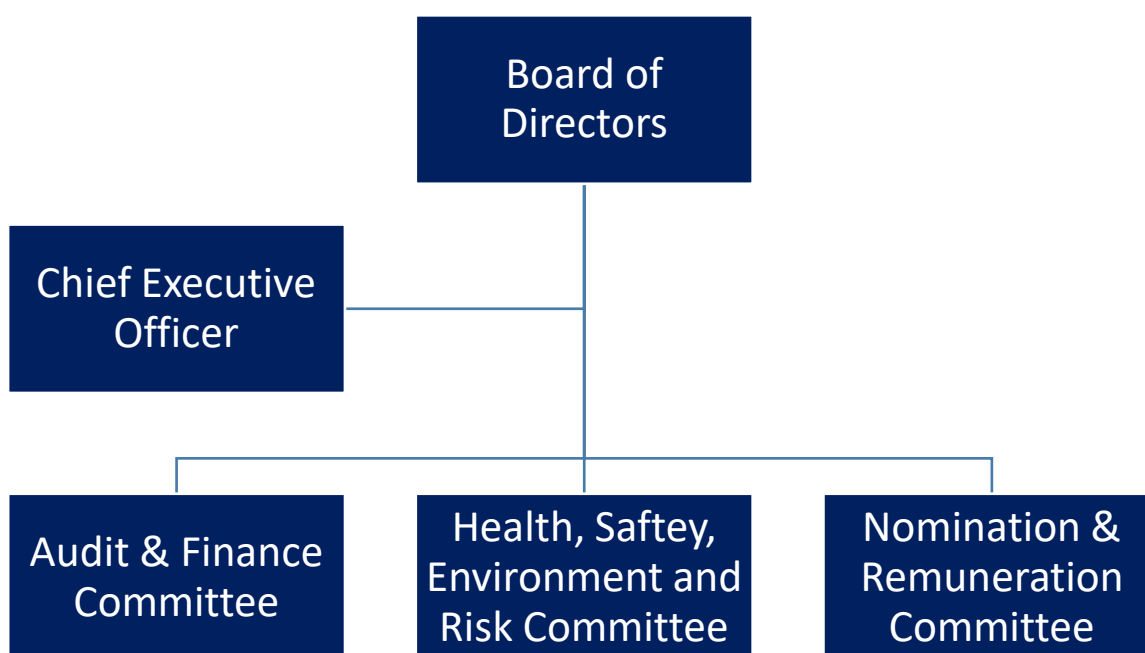 Board of
Directors
Chief Executive
Officer
Audit & Finance
Committee
Health, Saftey,
Environment and
Risk Committee
Nomination &
Remuneration
Committee